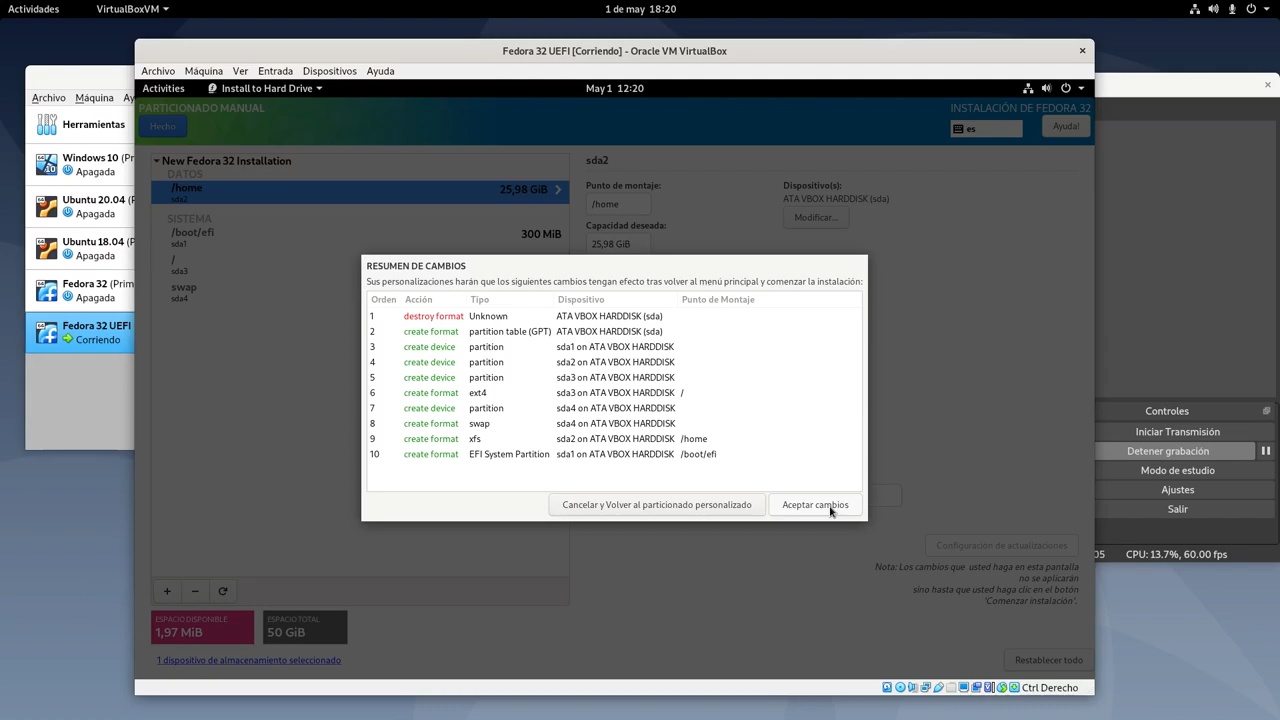 Actividades
VirtualBoxVM
1 de may 18:20
Fedora 32 UEFI [Corriendo] - Oracle VM VirtualBox
Archivo Máquina Ver Entrada Dispositivos Ayuda
Activities
Install to Hard Drive
May 1 12:20
Archivo Máquina Ay
Herramientas
Windows 10 (Pr
Apagada
Ubuntu 20.04 (P
Apagada
Ubuntu 18.04 (P
Apagada
Fedora 32 (Prim
Apagada
Fedora 32 UEFI
Corriendo
PARTICIONADO MANUAL
Hecho
INSTALACIÓN DE FEDORA 32
es
Ayuda!
New Fedora 32 Installation
DATOS
/home 25,98 GiB
sda2
SISTEMA
/boot/efi 300 MiB
sda1
/
sda3
swap
sda4
sda2
Punto de montaje:
/home
Capacidad deseada:
25,98 GiB
Dispositivo(s):
ATA VBOX HARDDISK (sda)
Modificar...
RESUMEN DE CAMBIOS
Sus personalizaciones harán que los siguientes cambios tengan efecto tras volver al menú principal y comenzar la instalación:
Orden Acción Tipo Dispositivo Punto de Montaje
1 destroy format Unknown ATA VBOX HARDDISK (sda)
2 create format partition table (GPT) ATA VBOX HARDDISK (sda)
3 create device partition sda1 on ATA VBOX HARDDISK
4 create device partition sda2 on ATA VBOX HARDDISK
5 create device partition sda3 on ATA VBOX HARDDISK
6 create format ext4 sda3 on ATA VBOX HARDDISK /
7 create device partition sda4 on ATA VBOX HARDDISK
8 create format swap sda4 on ATA VBOX HARDDISK
9 create format xfs sda2 on ATA VBOX HARDDISK /home
10 create format EFI System Partition sda1 on ATA VBOX HARDDISK /boot/efi
Cancelar y Volver al particionado personalizado
Aceptar cambios
Configuración de actualizaciones
Nota: Los cambios que usted haga en esta pantalla
no se aplicarán
sino hasta que usted haga clic en el botón
'Comenzar instalación'.
+ −
ESPACIO DISPONIBLE
1,97 MiB
ESPACIO TOTAL
50 GiB
1 dispositivo de almacenamiento seleccionado
Restablecer todo
Ctrl Derecho
Controles
Iniciar Transmisión
Detener grabación
Modo de estudio
Ajustes
Salir
05 CPU: 13.7%, 60.00 fps